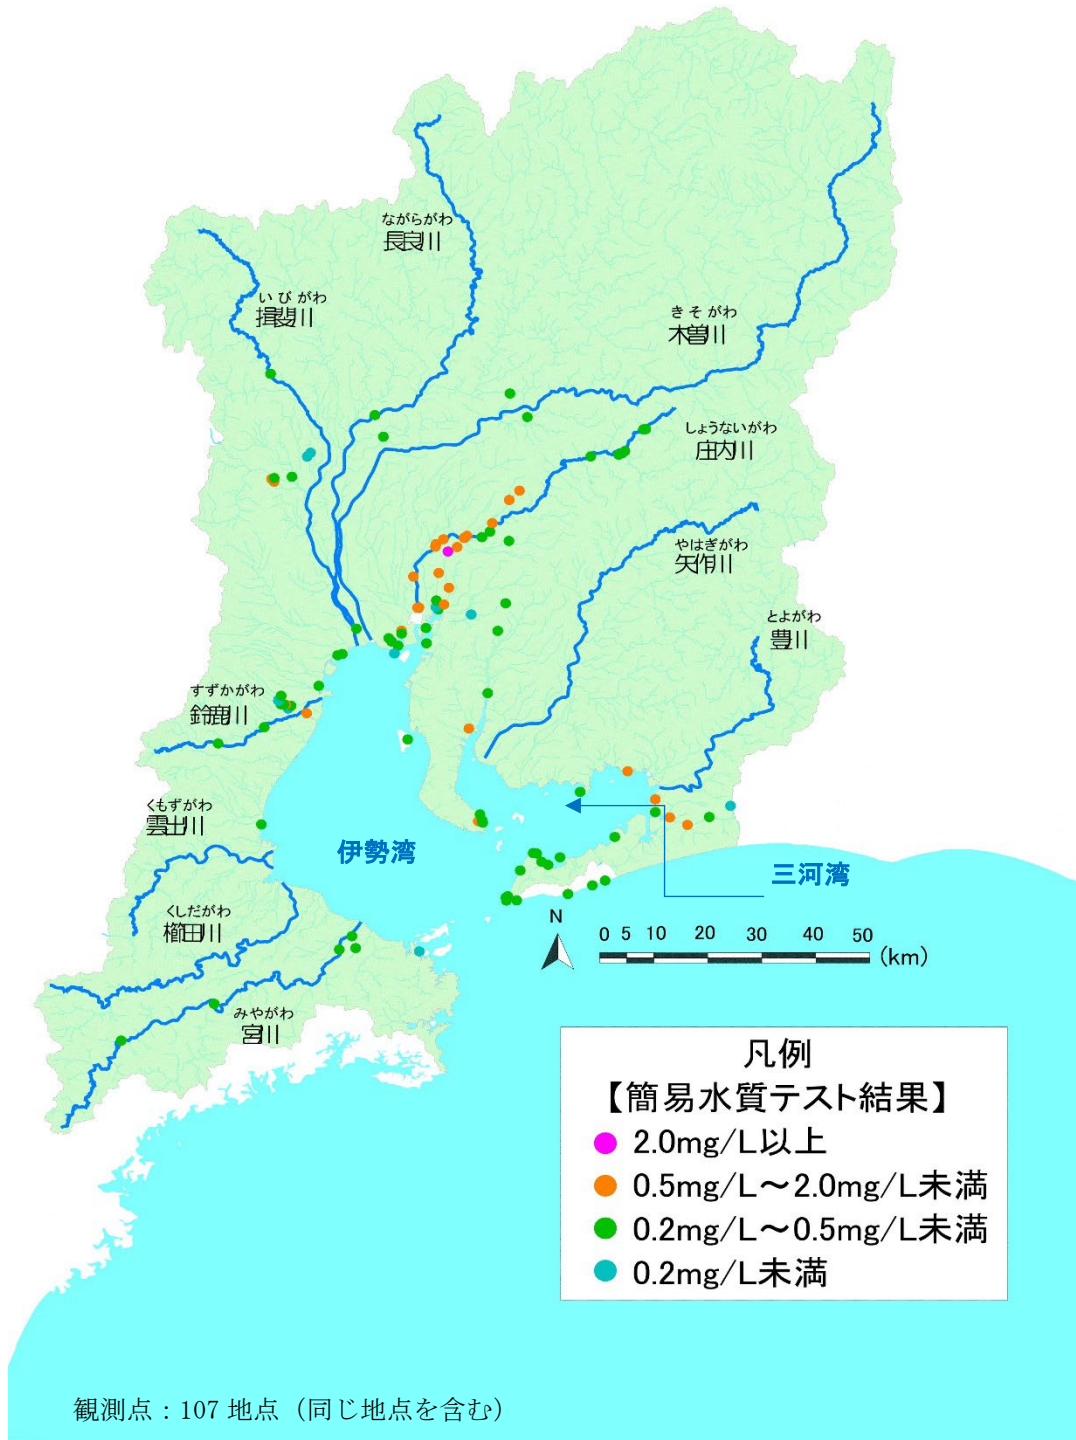 ながらがわ
長良川
いびがわ
揖斐川
きそがわ
木曽川
しょうないがわ
庄内川
やはぎがわ
矢作川
とよがわ
豊川
すずかがわ
鈴鹿川
くもずがわ
雲出川
伊勢湾
三河湾
くしだがわ
櫛田川
N
0 5 10 20 30 40 50
(km)
みやがわ
宮川
凡例
【簡易水質テスト結果】
2.0mg/L以上
0.5mg/L～2.0mg/L未満
0.2mg/L～0.5mg/L未満
0.2mg/L未満
観測点：107 地点（同じ地点を含む）